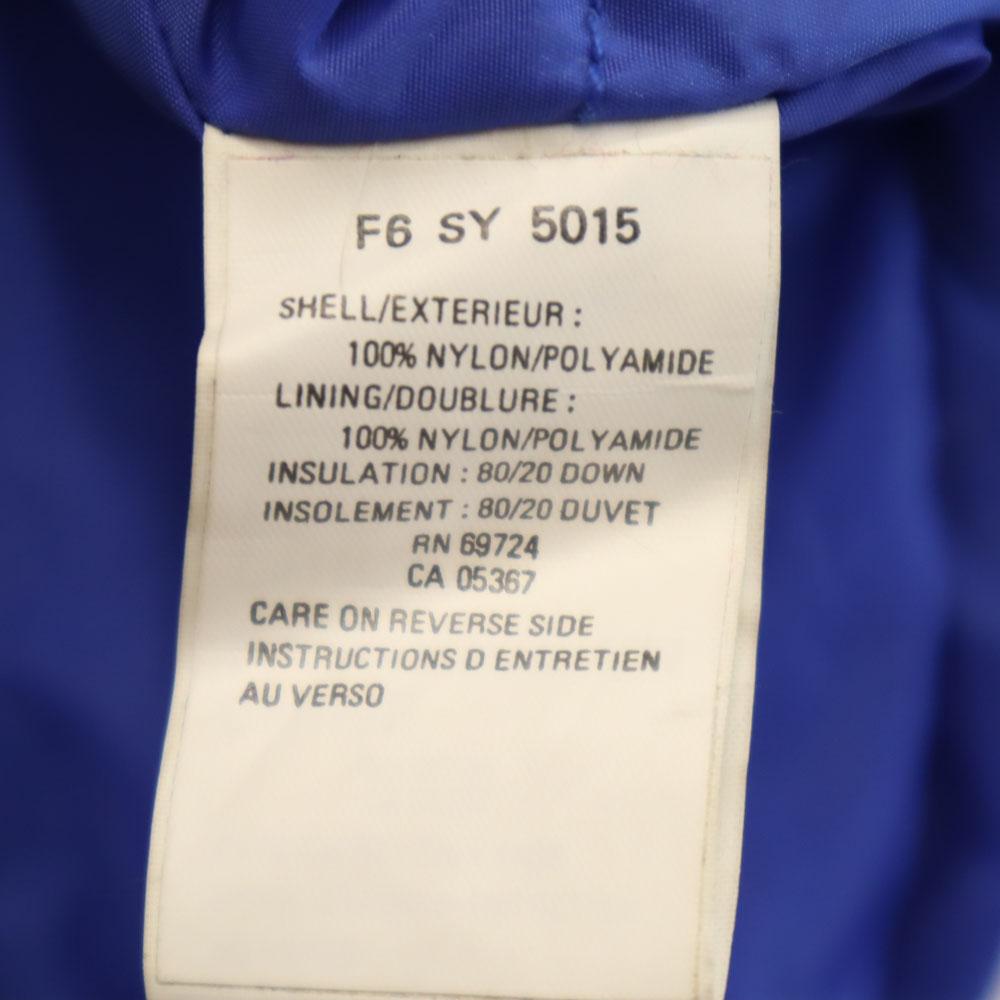 F6 SY 5015
SHELL/EXTERIEUR :
100% NYLON/POLYAMIDE
LINING/DOUBLURE :
100% NYLON/POLYAMIDE
INSULATION : 80/20 DOWN
INSOLEMENT : 80/20 DUVET
RN 69724
CA 05367
CARE ON REVERSE SIDE
INSTRUCTIONS D ENTRETIEN
AU VERSO